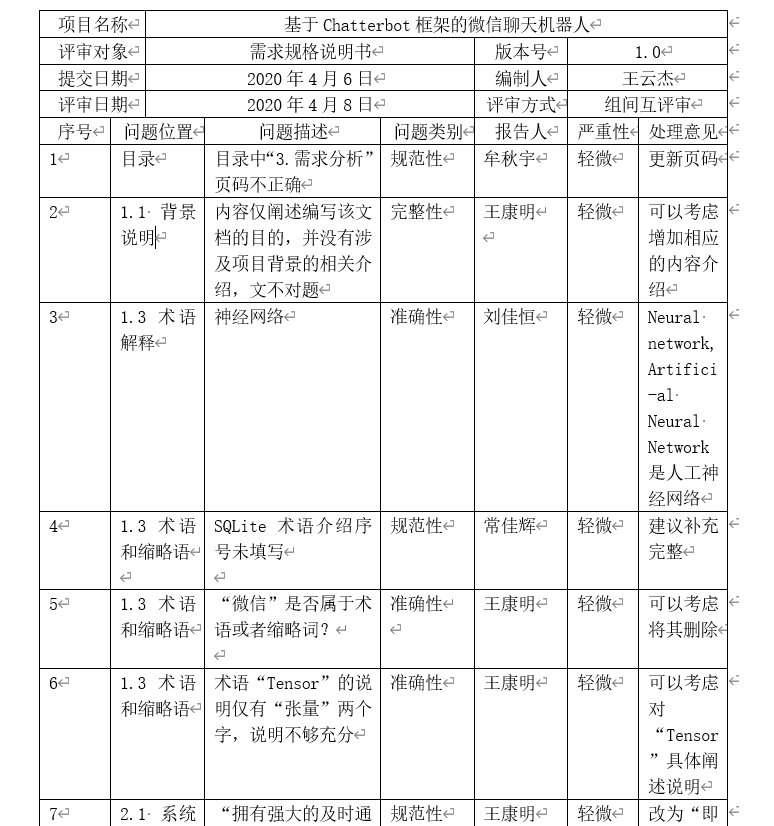 项目名称 基于 Chatterbot 框架的微信聊天机器人
评审对象 需求规格说明书 版本号 1.0
提交日期 2020 年 4 月 6 日 编制人 王云杰
评审日期 2020 年 4 月 8 日 评审方式 组间互评审
序号 问题位置 问题描述 问题类别 报告人 严重性 处理意见
1 目录 目录中“3.需求分析” 规范性 牟秋宇 轻微 更新页码
页码不正确
2 1.1 背景 内容仅阐述编写该文 完整性 王康明 轻微 可以考虑
说明 档的目的，并没有涉 增加相应
及项目背景的相关介 的内容介
绍，文不对题 绍
3 1.3 术语 神经网络 准确性 刘佳恒 轻微 Neural
解释 network,
Artifici
-al
Neural
Network
是人工神
经网络
4 1.3 术语 SQLite 术语介绍序 规范性 常佳辉 轻微 建议补充
和缩略语 号未填写 完整
5 1.3 术语 “微信”是否属于术 准确性 王康明 轻微 可以考虑
和缩略语 语或者缩略词？ 将其删除
6 1.3 术语 术语“Tensor”的说 准确性 王康明 轻微 可以考虑
和缩略语 明仅有“张量”两个 对
字，说明不够充分 “Tensor
”具体阐
述说明
7 2.1 系统 “拥有强大的及时通 规范性 王康明 轻微 改为“即